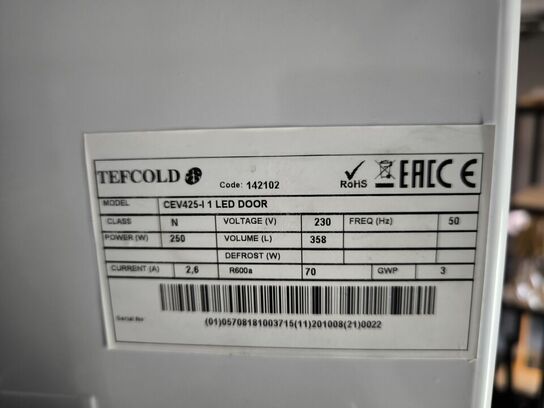 TEFCOLD Code: 142102 RoHS EAC CE
MODEL CEV425-I 1 LED DOOR
CLASS N VOLTAGE (V) 230 FREQ (Hz) 50
POWER (W) 250 VOLUME (L) 358
DEFROST (W)
CURRENT (A) 2,6 R600a 70 GWP 3
Serial No
(01)05708181003715(11)201008(21)0022